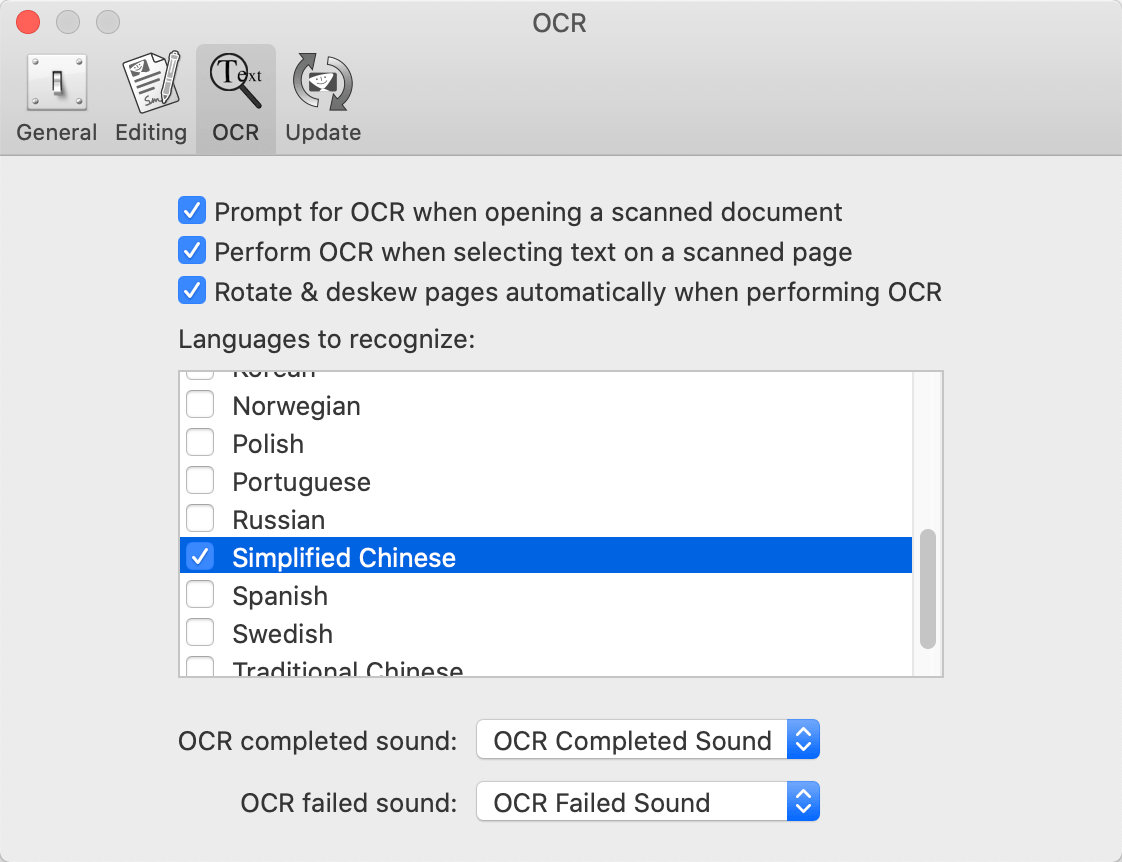 OCR
General
Editing
OCR
Update
Prompt for OCR when opening a scanned document
Perform OCR when selecting text on a scanned page
Rotate & deskew pages automatically when performing OCR
Languages to recognize:
Korean
Norwegian
Polish
Portuguese
Russian
Simplified Chinese
Spanish
Swedish
Traditional Chinese
OCR completed sound: OCR Completed Sound
OCR failed sound: OCR Failed Sound